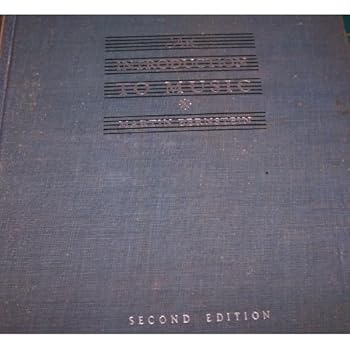 AN
INTRODUCTION
TO MUSIC
MARTIN BERNSTEIN
SECOND EDITION